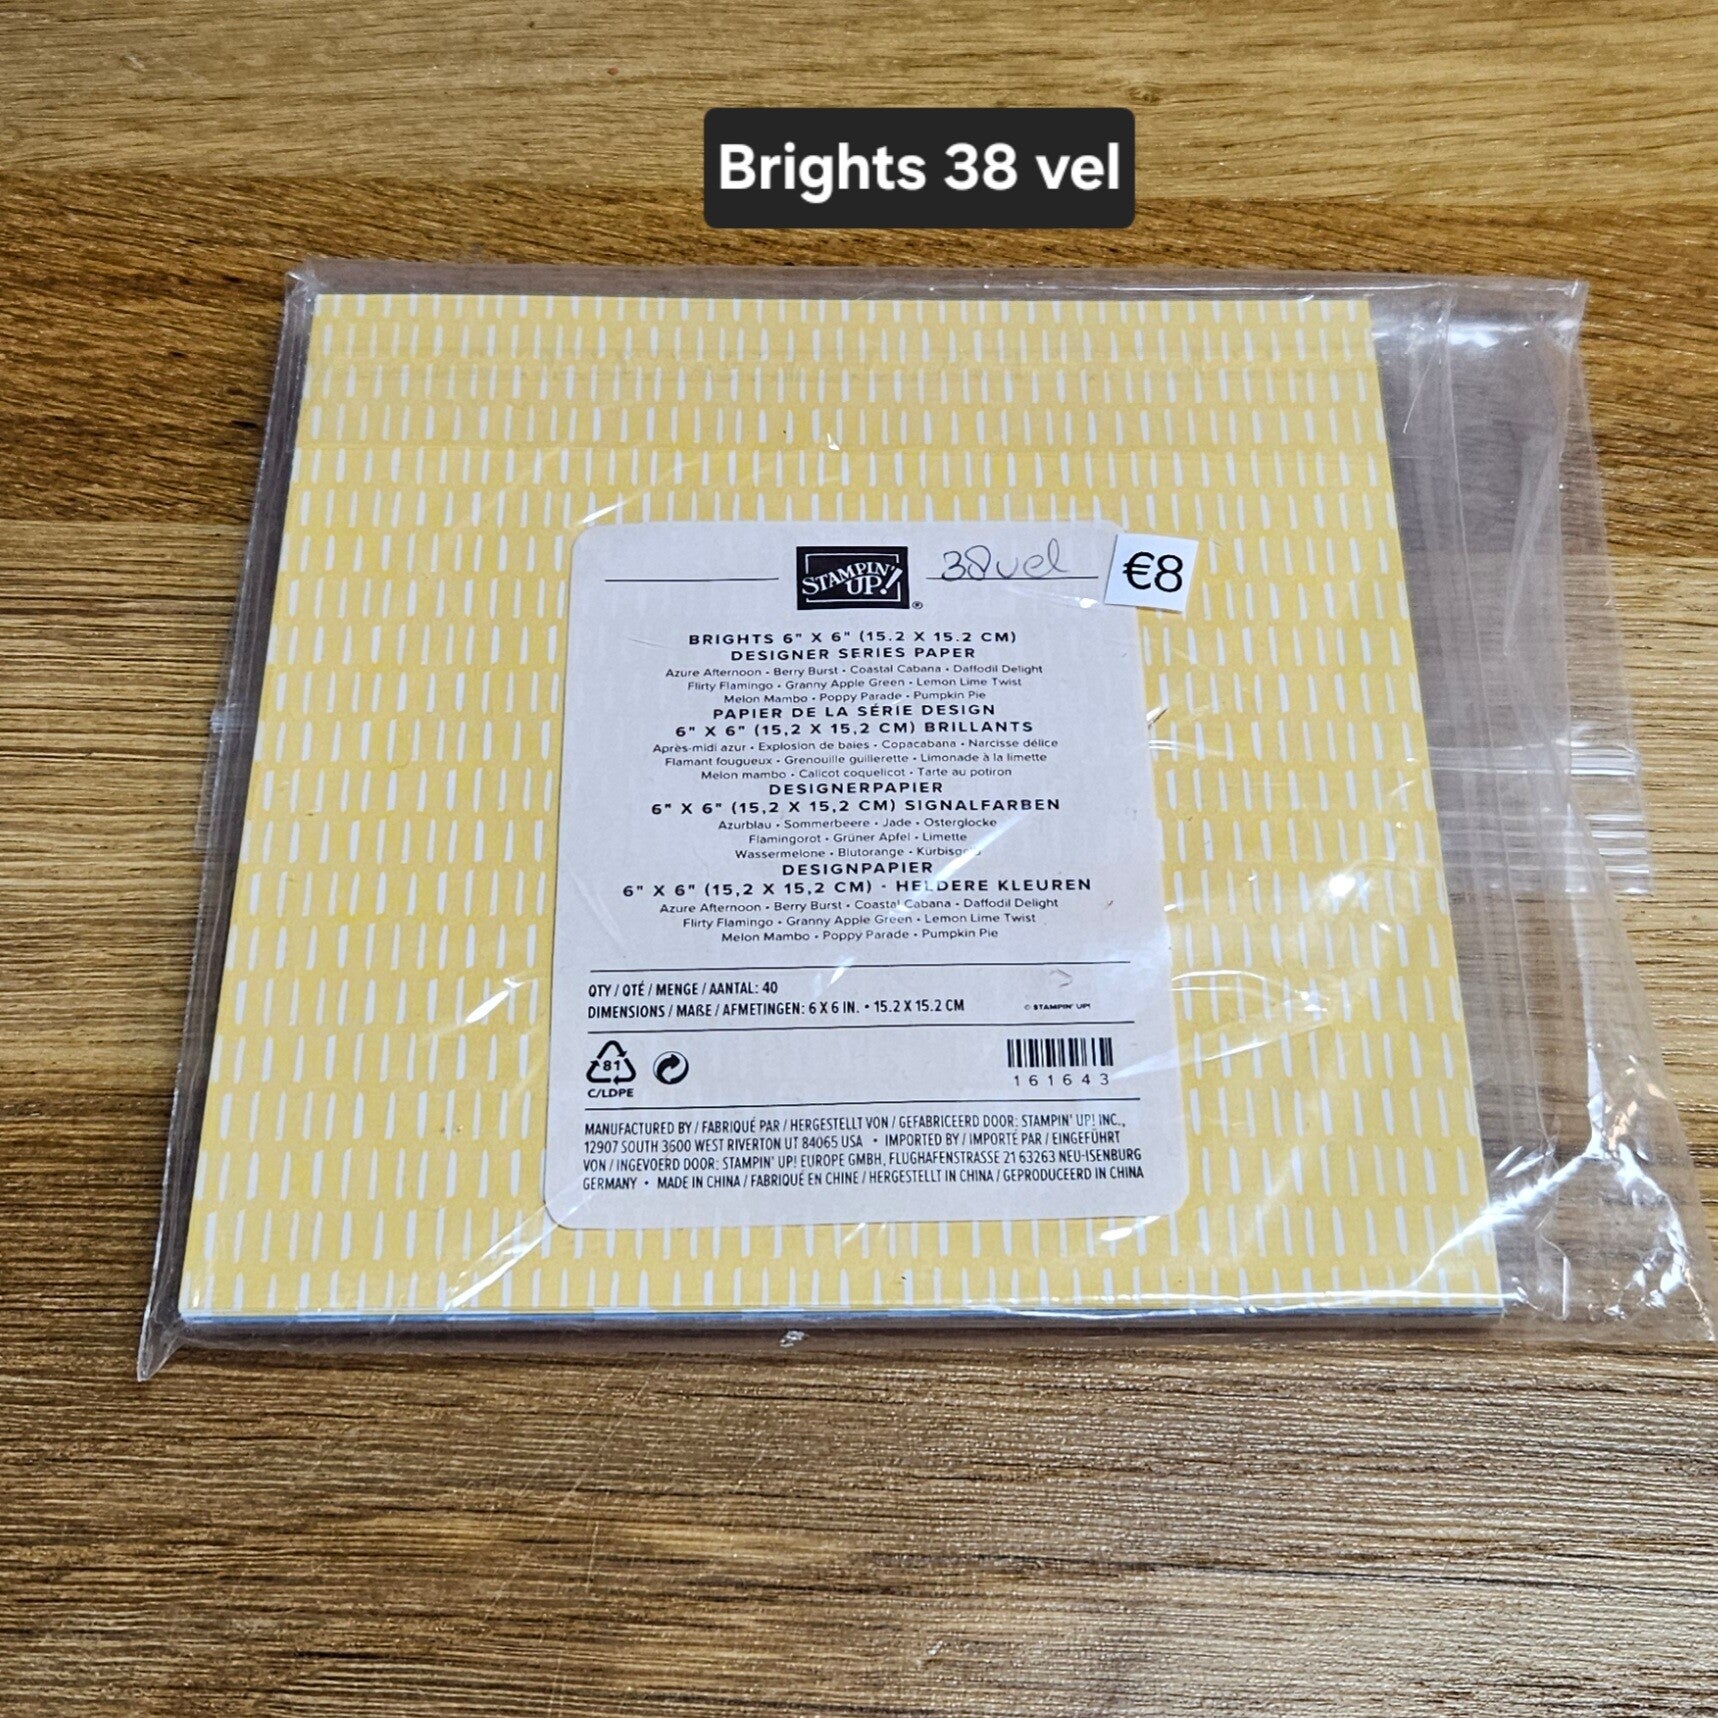 Brights 38 vel
STAMPIN' UP!®
38 vel
€8
BRIGHTS 6" X 6" (15.2 X 15.2 CM)
DESIGNER SERIES PAPER
Azure Afternoon • Berry Burst • Coastal Cabana • Daffodil Delight
Flirty Flamingo • Granny Apple Green • Lemon Lime Twist
Melon Mambo • Poppy Parade • Pumpkin Pie
PAPIER DE LA SÉRIE DESIGN
6" X 6" (15,2 X 15,2 CM) BRILLANTS
Après-midi azur • Explosion de baies • Copacabana • Narcisse délice
Flamant fougueux • Grenouille guillerette • Limonade à la limette
Melon mambo • Calicot coquelicot • Tarte au potiron
DESIGNERPAPIER
6" X 6" (15,2 X 15,2 CM) SIGNALFARBEN
Azurblau • Sommerbeere • Jade • Osterglocke
Flamingorot • Grüner Apfel • Limette
Wassermelone • Blutorange •
DESIGNPAPIER
6" X 6" (15,2 X 15,2 CM) - HELDERE KLEUREN
Azure Afternoon • Berry Burst • Coastal Cabana • Daffodil Delight
Flirty Flamingo • Granny Apple Green • Lemon Lime Twist
Melon Mambo • Poppy Parade • Pumpkin Pie
QTY / QTÉ / MENGE / AANTAL: 40
DIMENSIONS / MAßE / AFMETINGEN: 6 X 6 IN. • 15.2 X 15.2 CM
© STAMPIN' UP!
81
C/LDPE
161643
MANUFACTURED BY / FABRIQUÉ PAR / HERGESTELLT VON / GEFABRICEERD DOOR: STAMPIN' UP! INC.,
12907 SOUTH 3600 WEST RIVERTON UT 84065 USA • IMPORTED BY / IMPORTÉ PAR / EINGEFÜHRT
VON / INGEVOERD DOOR: STAMPIN' UP! EUROPE GMBH, FLUGHAFENSTRASSE 21 63263 NEU-ISENBURG
GERMANY • MADE IN CHINA / FABRIQUÉ EN CHINE / HERGESTELLT IN CHINA / GEPRODUCEERD IN CHINA